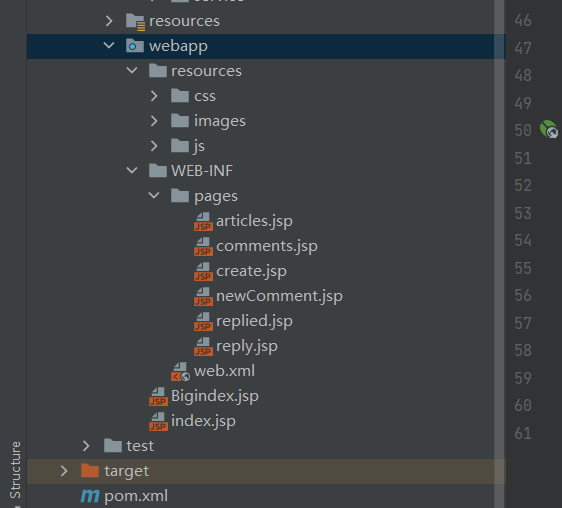 resources
webapp
resources
css
images
js
WEB-INF
pages
articles.jsp
comments.jsp
create.jsp
newComment.jsp
replied.jsp
reply.jsp
web.xml
Bigindex.jsp
index.jsp
test
target
pom.xml
Structure
46
47
48
49
50
51
52
53
54
55
56
57
58
59
60
61